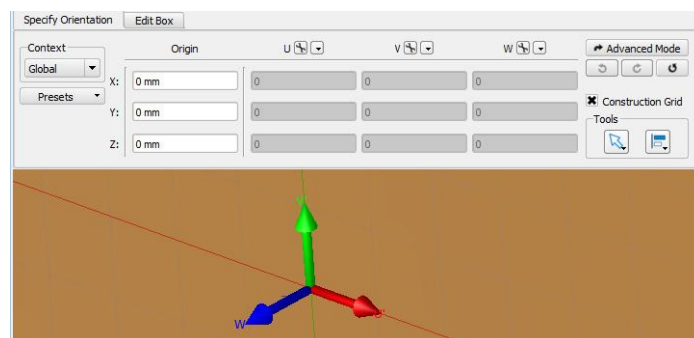 Specify Orientation Edit Box
Context
Global
Presets
Origin U V W
X: 0 mm 0 0 0
Y: 0 mm 0 0 0
Z: 0 mm 0 0 0
Advanced Mode
Construction Grid
Tools
W